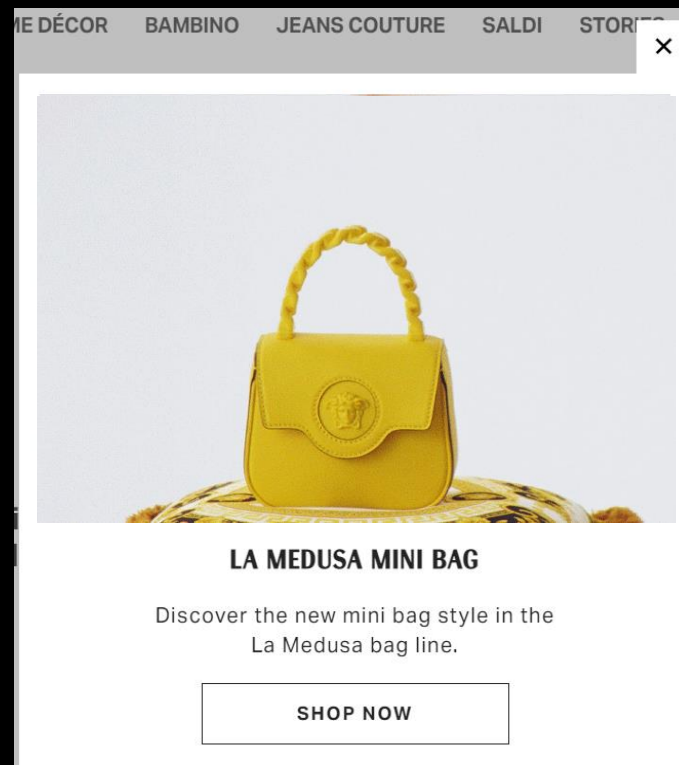 ME DÉCOR BAMBINO JEANS COUTURE SALDI
LA MEDUSA MINI BAG
Discover the new mini bag style in the
La Medusa bag line.
SHOP NOW